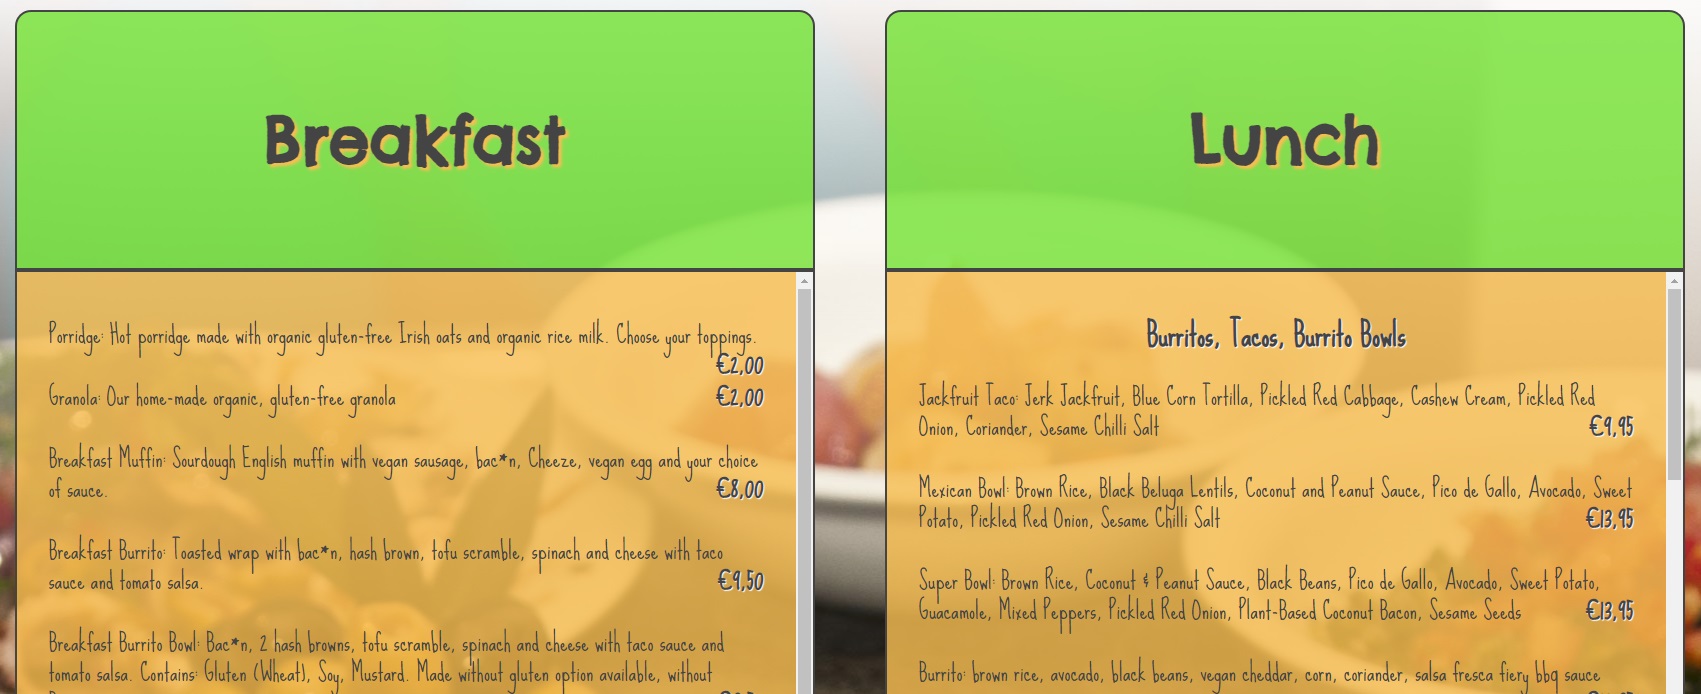 Breakfast
Porridge: Hot porridge made with organic gluten-free Irish oats and organic rice milk. Choose your toppings.
€2,00
Granola: Our home-made organic, gluten-free granola €2,00
Breakfast Muffin: Sourdough English muffin with vegan sausage, bac*n, Cheeze, vegan egg and your choice
of sauce. €8,00
Breakfast Burrito: Toasted wrap with bac*n, hash brown, tofu scramble, spinach and cheese with taco
sauce and tomato salsa. €9,50
Breakfast Burrito Bowl: Bac*n, 2 hash browns, tofu scramble, spinach and cheese with taco sauce and
tomato salsa. Contains: Gluten (Wheat), Soy, Mustard. Made without gluten option available, without
Lunch
Burritos, Tacos, Burrito Bowls
Jackfruit Taco: Jerk Jackfruit, Blue Corn Tortilla, Pickled Red Cabbage, Cashew Cream, Pickled Red
Onion, Coriander, Sesame Chilli Salt €9,95
Mexican Bowl: Brown Rice, Black Beluga Lentils, Coconut and Peanut Sauce, Pico de Gallo, Avocado, Sweet
Potato, Pickled Red Onion, Sesame Chilli Salt €13,95
Super Bowl: Brown Rice, Coconut & Peanut Sauce, Black Beans, Pico de Gallo, Avocado, Sweet Potato,
Guacamole, Mixed Peppers, Pickled Red Onion, Plant-Based Coconut Bacon, Sesame Seeds €13,95
Burrito: brown rice, avocado, black beans, vegan cheddar, corn, coriander, salsa fresca fiery bbq sauce